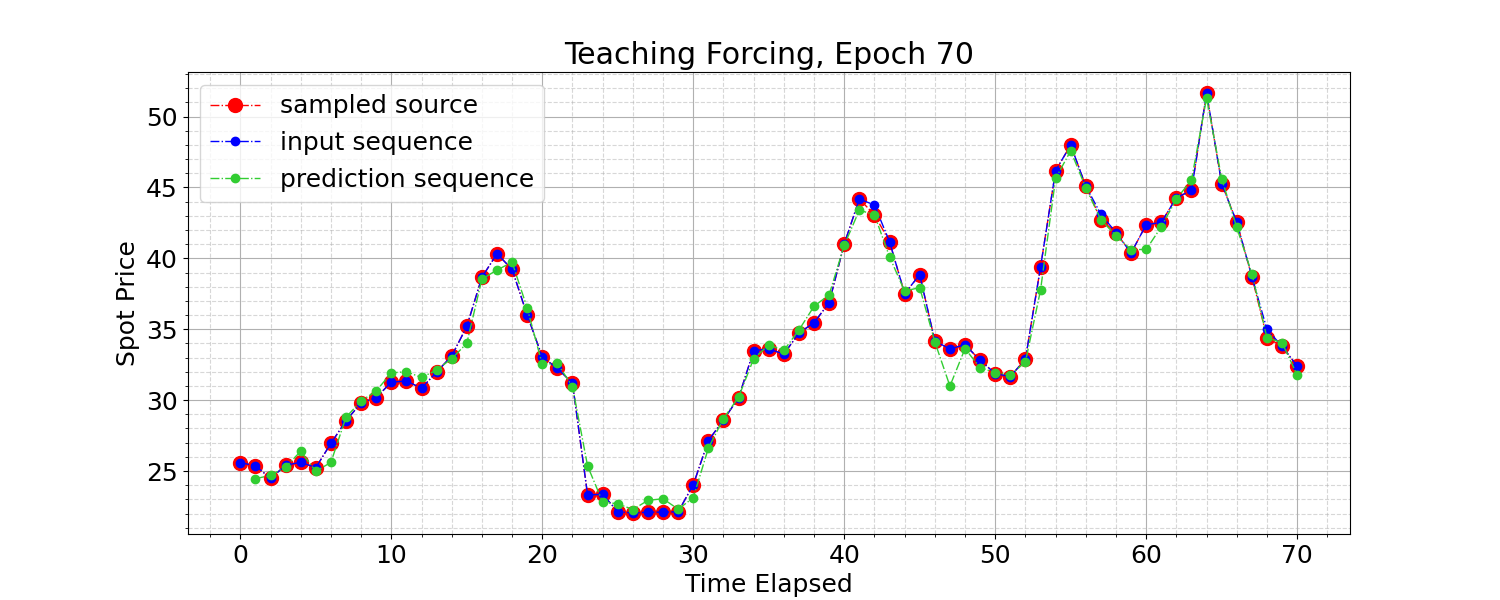 Teaching Forcing, Epoch 70
sampled source
input sequence
prediction sequence
Spot Price
50
45
40
35
30
25
0 10 20 30 40 50 60 70
Time Elapsed